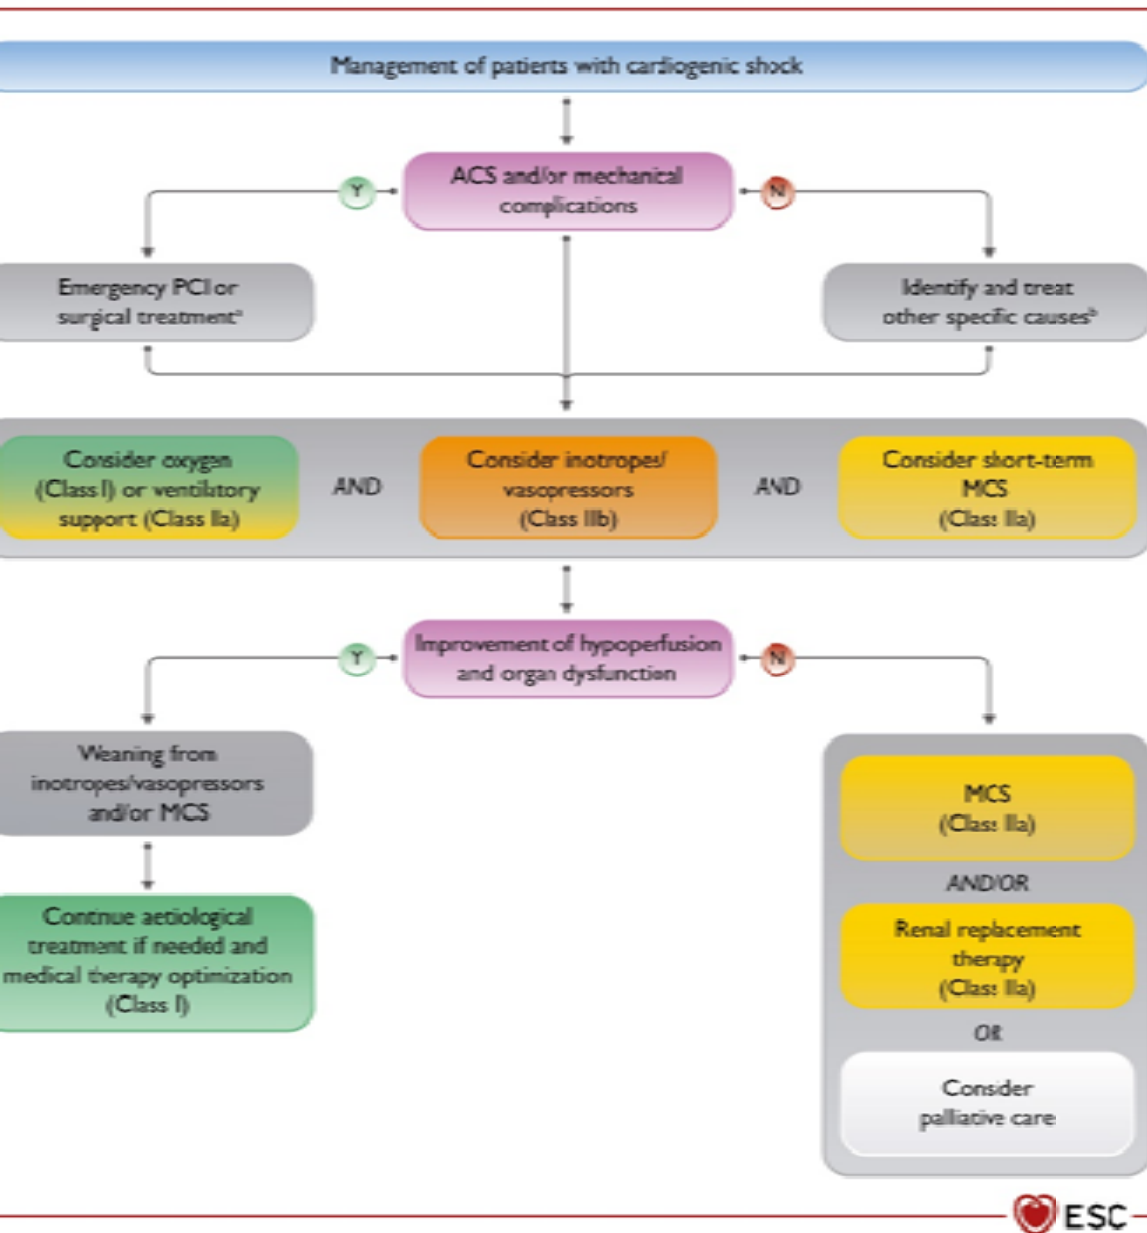 Management of patients with cardiogenic shock
ACS and/or mechanical
complications
Y
N
Emergency PCI or
surgical treatmentᵃ
Identify and treat
other specific causesᵇ
Consider oxygen
(Class I) or ventilatory
support (Class IIa)
AND
Consider inotropes/
vasopressors
(Class IIIb)
AND
Consider short-term
MCS
(Class IIa)
Improvement of hypoperfusion
and organ dysfunction
Y
N
Weaning from
inotropes/vasopressors
and/or MCS
Continue aetiological
treatment if needed and
medical therapy optimization
(Class I)
MCS
(Class IIa)
AND/OR
Renal replacement
therapy
(Class IIa)
OR
Consider
palliative care
ESC